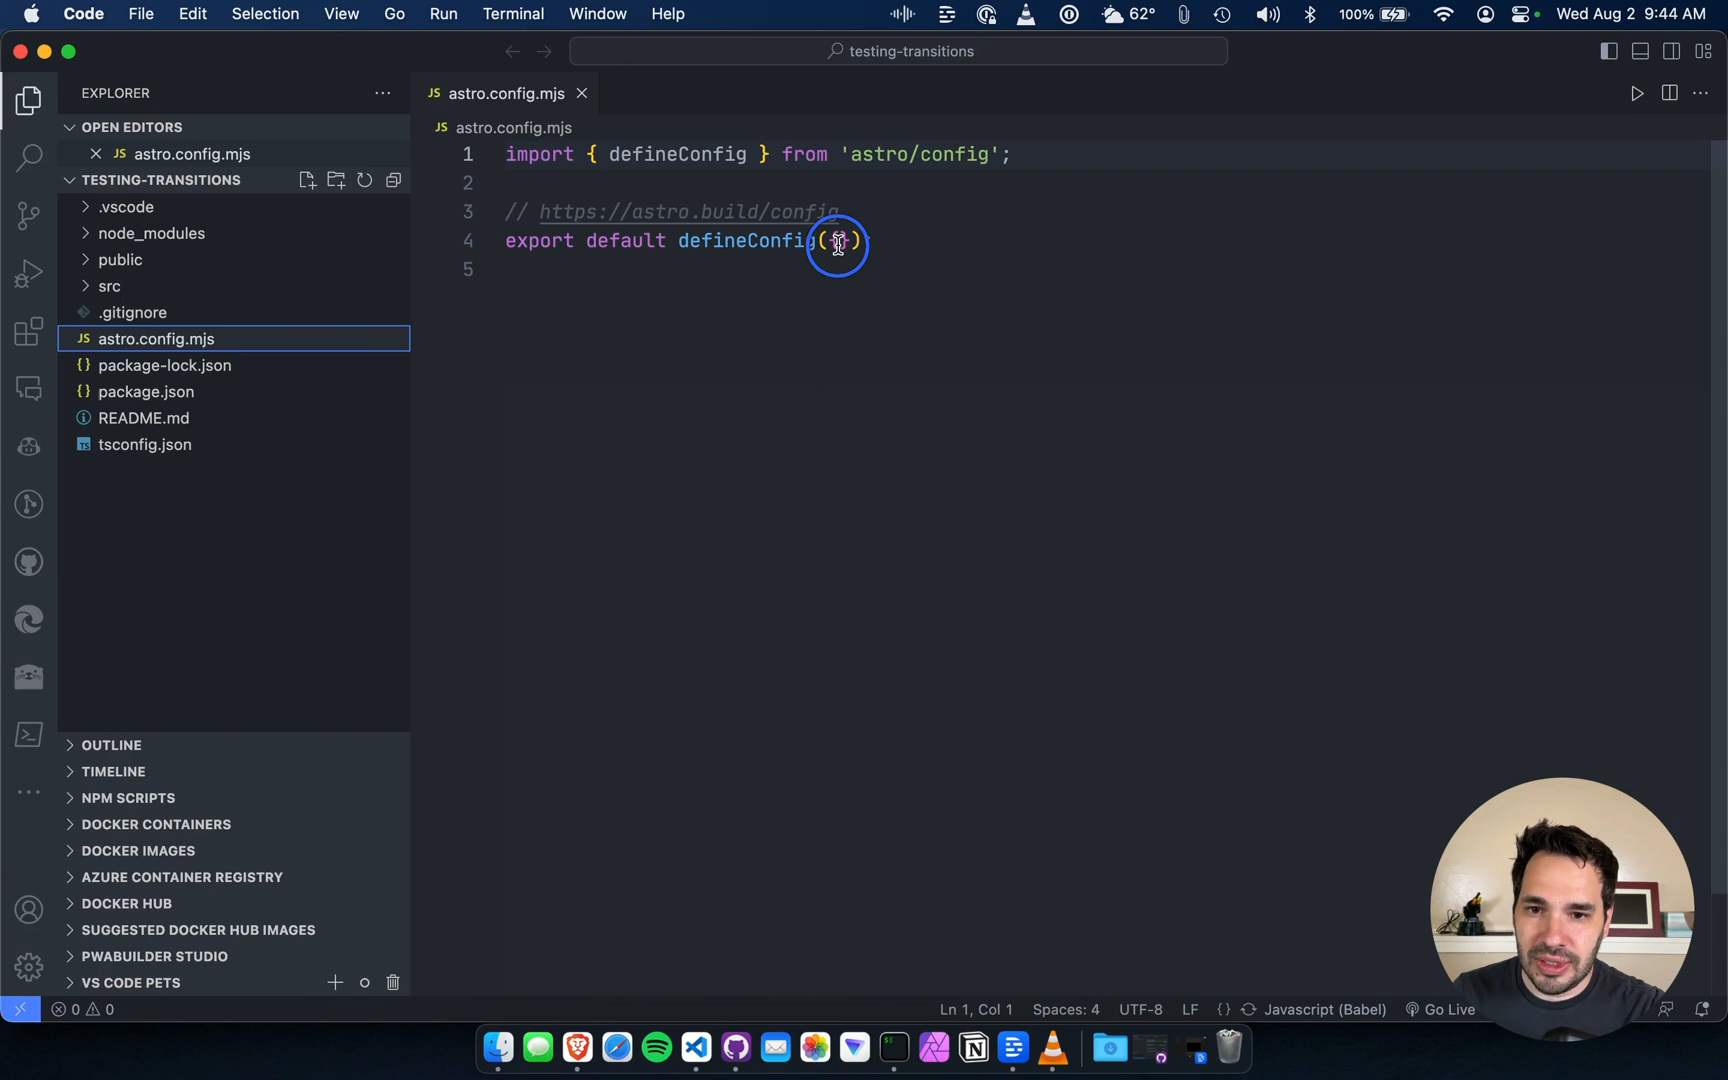 Code File Edit Selection View Go Run Terminal Window Help 62° 100% Wed Aug 2 9:44 AM
testing-transitions
EXPLORER
JS astro.config.mjs
OPEN EDITORS
JS astro.config.mjs
JS astro.config.mjs
1 import { defineConfig } from 'astro/config';
TESTING-TRANSITIONS
2
.vscode
3 // https://astro.build/config
node_modules
4 export default defineConfig({});
public
5
src
.gitignore
JS astro.config.mjs
{} package-lock.json
{} package.json
README.md
TS tsconfig.json
OUTLINE
TIMELINE
NPM SCRIPTS
DOCKER CONTAINERS
DOCKER IMAGES
AZURE CONTAINER REGISTRY
DOCKER HUB
SUGGESTED DOCKER HUB IMAGES
PWABUILDER STUDIO
VS CODE PETS
0 0 Ln 1, Col 1 Spaces: 4 UTF-8 LF {} Javascript (Babel) Go Live